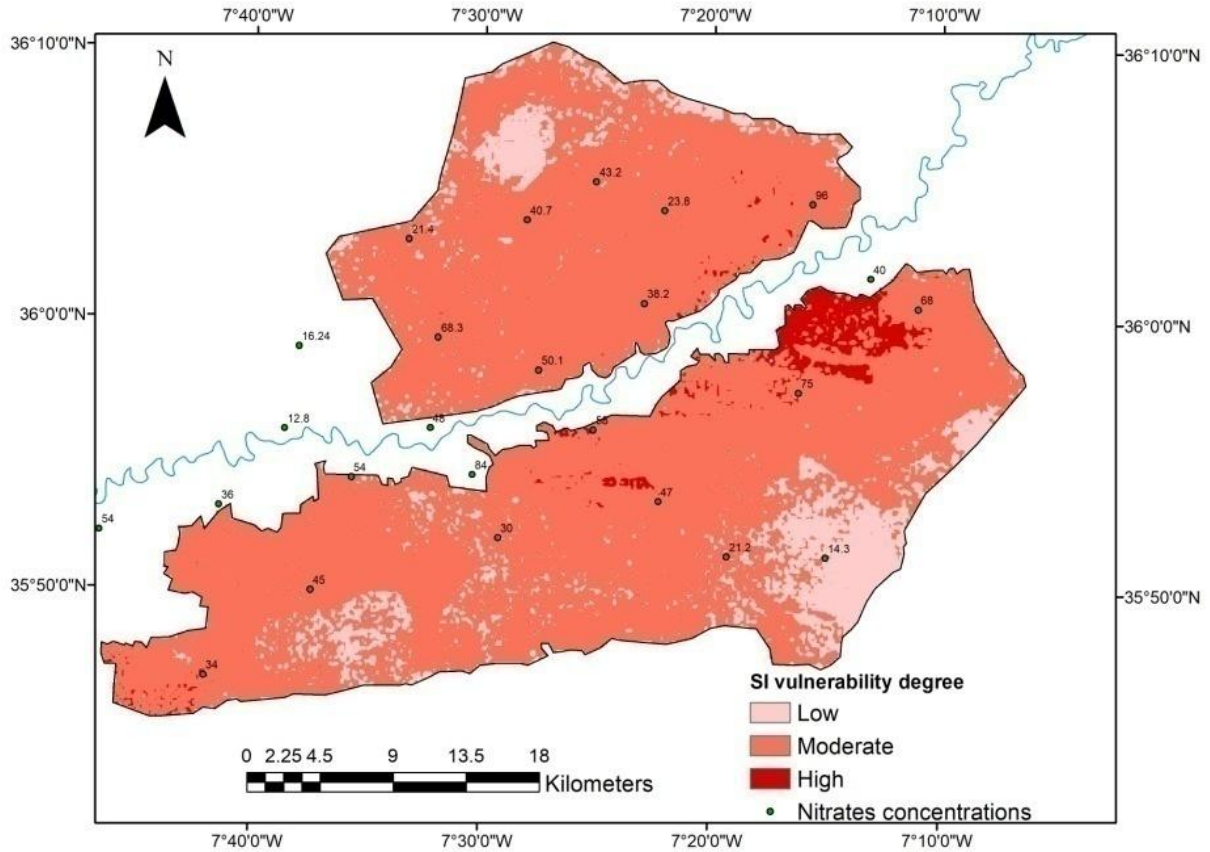 7°40'0"W 7°30'0"W 7°20'0"W 7°10'0"W
36°10'0"N 36°10'0"N
N
43.2
23.8
96
40.7
21.4
40
38.2
68
36°0'0"N 36°0'0"N
68.3
16.24
50.1
75
12.8
48
58
54
84
36
47
54
30
21.2
14.3
35°50'0"N 35°50'0"N
45
34
SI vulnerability degree
Low
Moderate
High
Nitrates concentrations
0 2.25 4.5 9 13.5 18
Kilometers
7°40'0"W 7°30'0"W 7°20'0"W 7°10'0"W